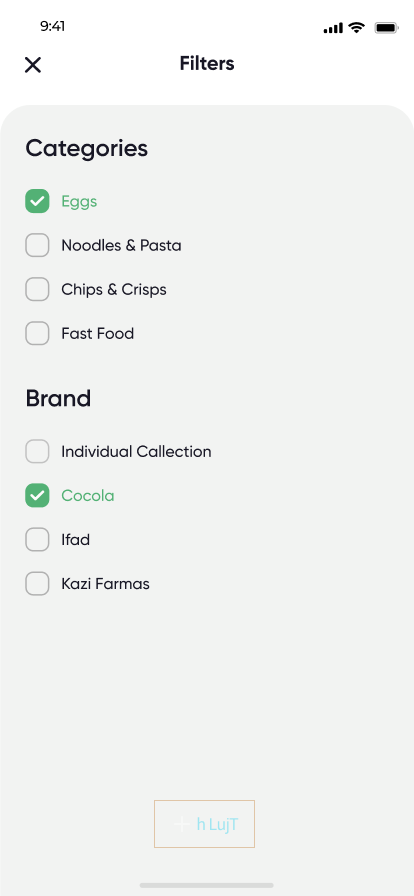 9:41
Filters
Categories
Eggs
Noodles & Pasta
Chips & Crisps
Fast Food
Brand
Individual Callection
Cocola
Ifad
Kazi Farmas
h LujT